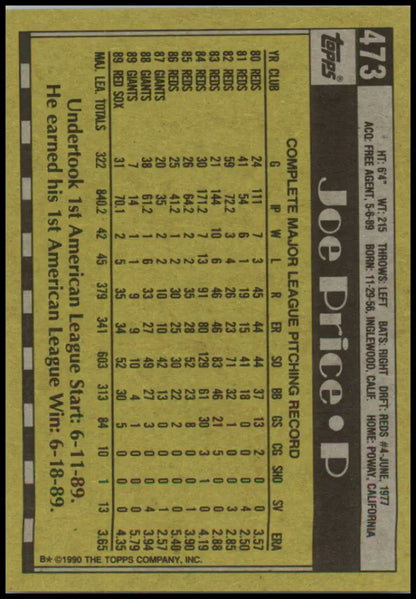 473
Topps®
Joe Price • P
HT: 6'4" WT: 215 THROWS: LEFT BATS: RIGHT DRFT: REDS #4-JUNE, 1977
ACQ: FREE AGENT, 5-6-89 BORN: 11-29-56, INGLEWOOD, CALIF. HOME: POWAY, CALIFORNIA
COMPLETE MAJOR LEAGUE PITCHING RECORD
YR CLUB G IP W L R ER SO BB GS CG SHO SV ERA
80 REDS 24 111 7 3 45 44 44 37 13 2 0 0 3.57
81 REDS 41 54 6 1 19 15 41 18 0 0 0 4 2.50
82 REDS 59 72.2 3 4 26 23 71 32 1 0 0 3 2.85
83 REDS 21 144 10 6 46 46 83 46 21 5 0 0 2.88
84 REDS 30 171.2 7 13 91 80 129 61 30 3 1 0 4.19
85 REDS 26 64.2 2 2 35 28 52 23 8 0 0 1 3.90
86 REDS 25 41.2 1 2 30 25 30 22 2 0 0 0 5.40
87 GIANTS 20 35 2 2 10 10 42 13 0 0 0 1 2.57
88 GIANTS 38 61.2 1 6 33 27 49 27 3 0 0 4 3.94
89 GIANTS 7 14 1 1 9 9 10 4 1 0 0 0 5.79
89 RED SOX 31 70.1 2 5 35 34 52 30 5 0 0 0 4.35
MAJ. LEA. TOTALS 322 840.2 42 45 379 341 603 313 84 10 1 13 3.65
Undertook 1st American League Start: 6-11-89.
He earned his 1st American League Win: 6-18-89.
B* ©1990 THE TOPPS COMPANY, INC.